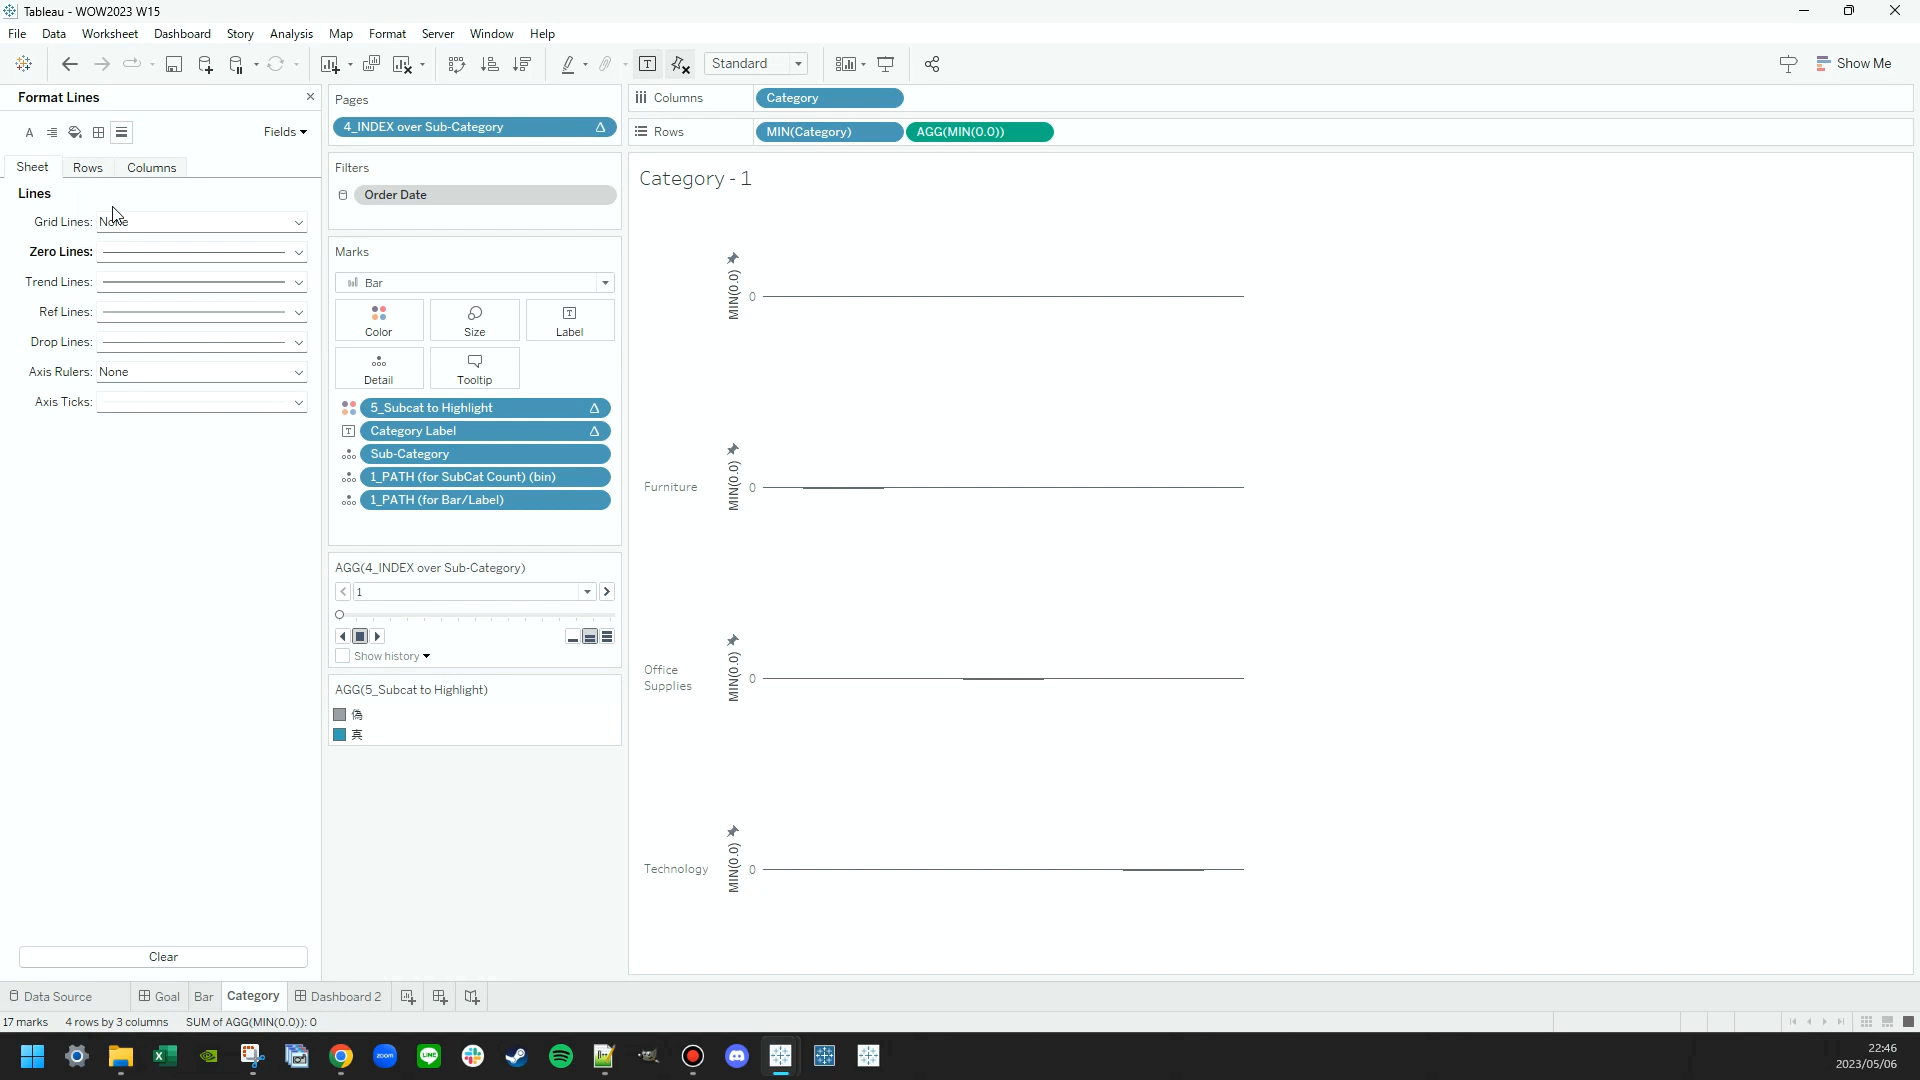 Tableau - WOW2023 W15
File Data Worksheet Dashboard Story Analysis Map Format Server Window Help
Standard
Show Me
Format Lines
Fields
Sheet Rows Columns
Lines
Grid Lines: None
Zero Lines:
Trend Lines:
Ref Lines:
Drop Lines:
Axis Rulers: None
Axis Ticks:
Clear
Pages
4_INDEX over Sub-Category
Filters
Order Date
Marks
Bar
Color Size Label
Detail Tooltip
5_Subcat to Highlight
Category Label
Sub-Category
1_PATH (for SubCat Count) (bin)
1_PATH (for Bar/Label)
AGG(4_INDEX over Sub-Category)
1
Show history
AGG(5_Subcat to Highlight)
偽
真
Columns Category
Rows MIN(Category) AGG(MIN(0.0))
Category - 1
MIN(0.0) 0
Furniture MIN(0.0) 0
Office
Supplies MIN(0.0) 0
Technology MIN(0.0) 0
Data Source Goal Bar Category Dashboard 2
17 marks 4 rows by 3 columns SUM of AGG(MIN(0.0)): 0
zoom
LINE
22:46
2023/05/06